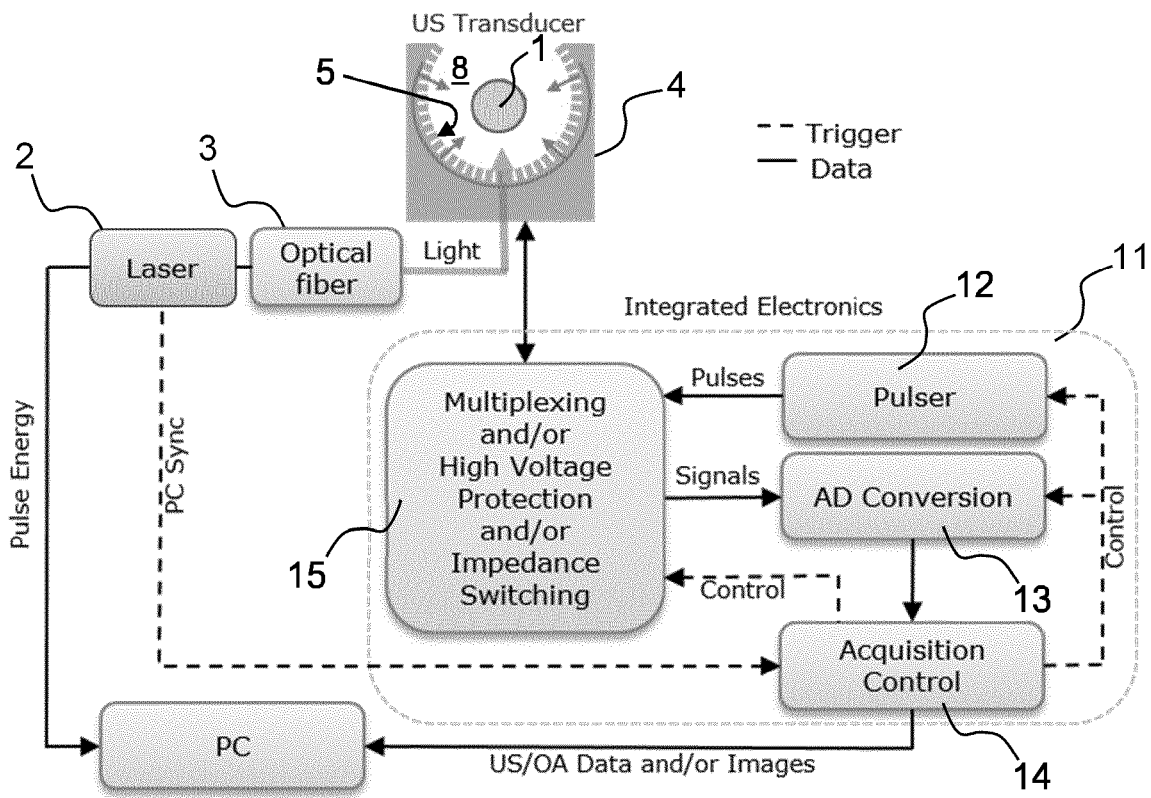 US Transducer
1
5
8
4
Trigger
Data
2
3
Laser
Optical
fiber
Light
11
12
Integrated Electronics
Multiplexing
and/or
High Voltage
Protection
and/or
Impedance
Switching
Pulses
Pulser
Signals
AD Conversion
Pulse Energy
PC Sync
Control
15
Control
13
Acquisition
Control
PC
US/OA Data and/or Images
14